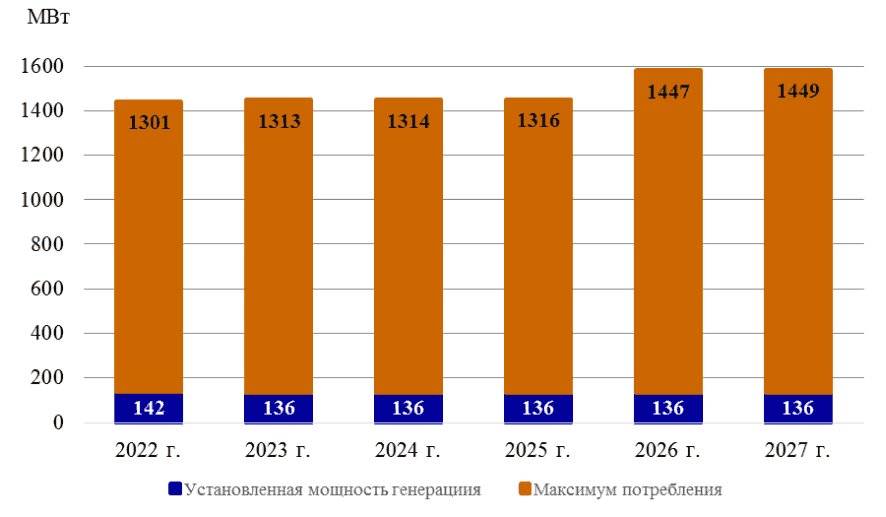 МВт
1600
1400
1200
1000
800
600
400
200
0
1301
1313
1314
1316
1447
1449
142
136
136
136
136
136
2022 г.
2023 г.
2024 г.
2025 г.
2026 г.
2027 г.
Установленная мощность генерациия
Максимум потребления